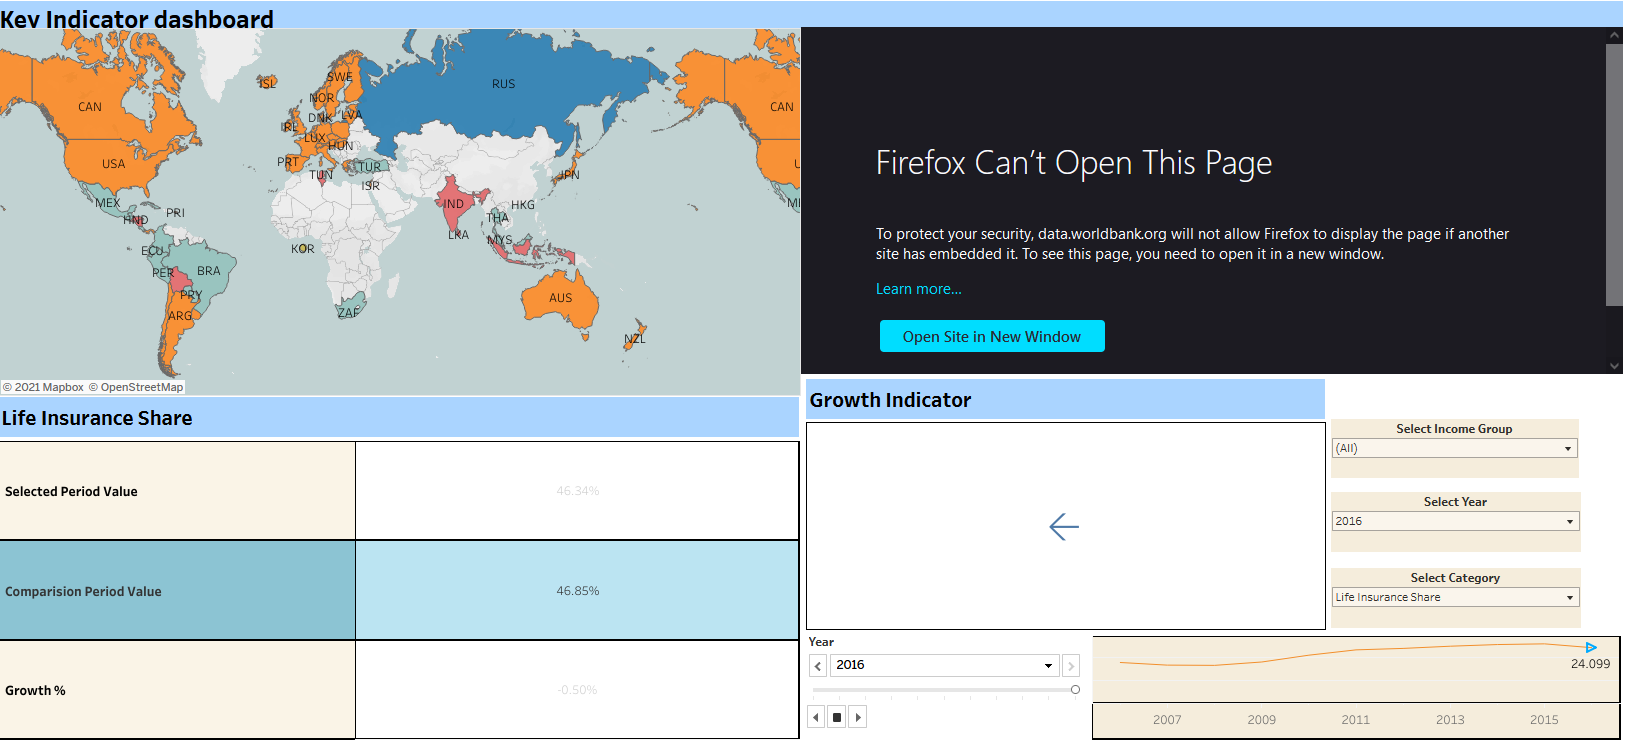 Key Indicator dashboard
ISL
SWE
RUS
NOR
CAN
CAN
DNK
LVA
IRL
LUX
HUN
USA
U
PRT
TUR
TUN
JPN
ISR
MEX
IND
HKG
MI
PRI
HND
THA
LKA
MYS
ECU
KOR
PER
BRA
PRY
AUS
ARG
ZAF
NZL
© 2021 Mapbox © OpenStreetMap
Firefox Can’t Open This Page
To protect your security, data.worldbank.org will not allow Firefox to display the page if another
site has embedded it. To see this page, you need to open it in a new window.
Learn more...
Open Site in New Window
Life Insurance Share
Selected Period Value
46.34%
Comparision Period Value
46.85%
Growth %
-0.50%
Growth Indicator
Select Income Group
(All)
Select Year
2016
Select Category
Life Insurance Share
Year
2016
24.099
2007
2009
2011
2013
2015